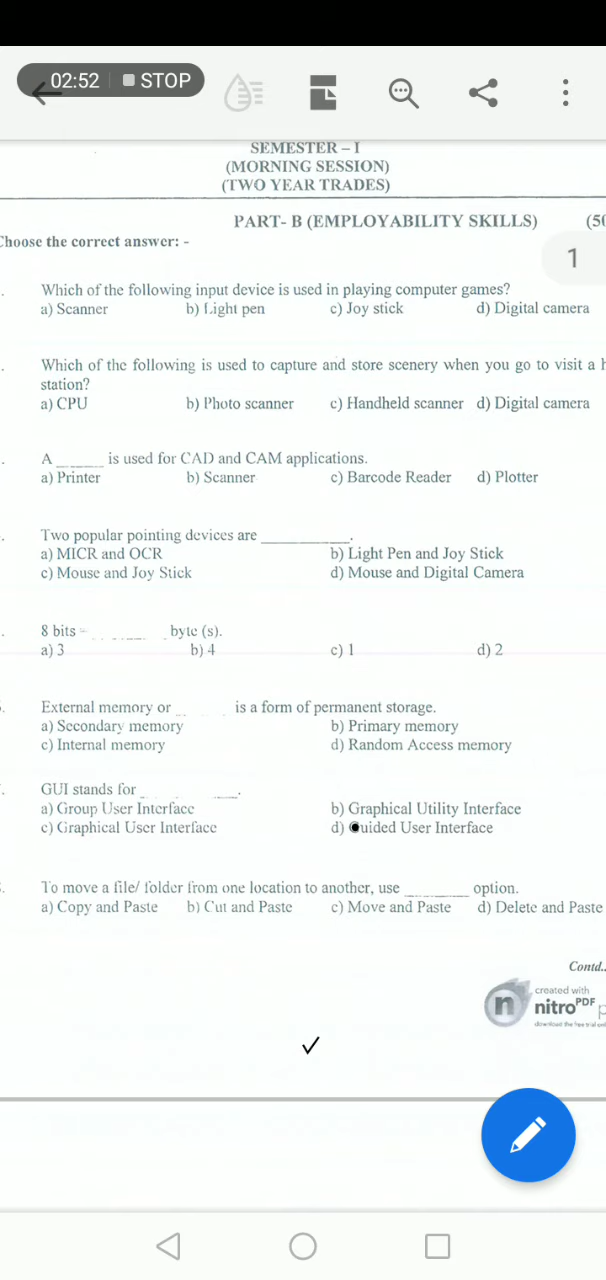 02:52 STOP
SEMESTER – I
(MORNING SESSION)
(TWO YEAR TRADES)
PART- B (EMPLOYABILITY SKILLS) (50
Choose the correct answer: -
1
Which of the following input device is used in playing computer games?
a) Scanner b) Light pen c) Joy stick d) Digital camera
Which of the following is used to capture and store scenery when you go to visit a h
station?
a) CPU b) Photo scanner c) Handheld scanner d) Digital camera
A ______ is used for CAD and CAM applications.
a) Printer b) Scanner c) Barcode Reader d) Plotter
Two popular pointing devices are ___________.
a) MICR and OCR b) Light Pen and Joy Stick
c) Mouse and Joy Stick d) Mouse and Digital Camera
8 bits = ________ byte (s).
a) 3 b) 4 c) 1 d) 2
External memory or ______ is a form of permanent storage.
a) Secondary memory b) Primary memory
c) Internal memory d) Random Access memory
GUI stands for ____________.
a) Group User Interface b) Graphical Utility Interface
c) Graphical User Interface d) Guided User Interface
To move a file/ folder from one location to another, use ________ option.
a) Copy and Paste b) Cut and Paste c) Move and Paste d) Delete and Paste
Contd..
created with
nitroPDF p
download the free trial onl